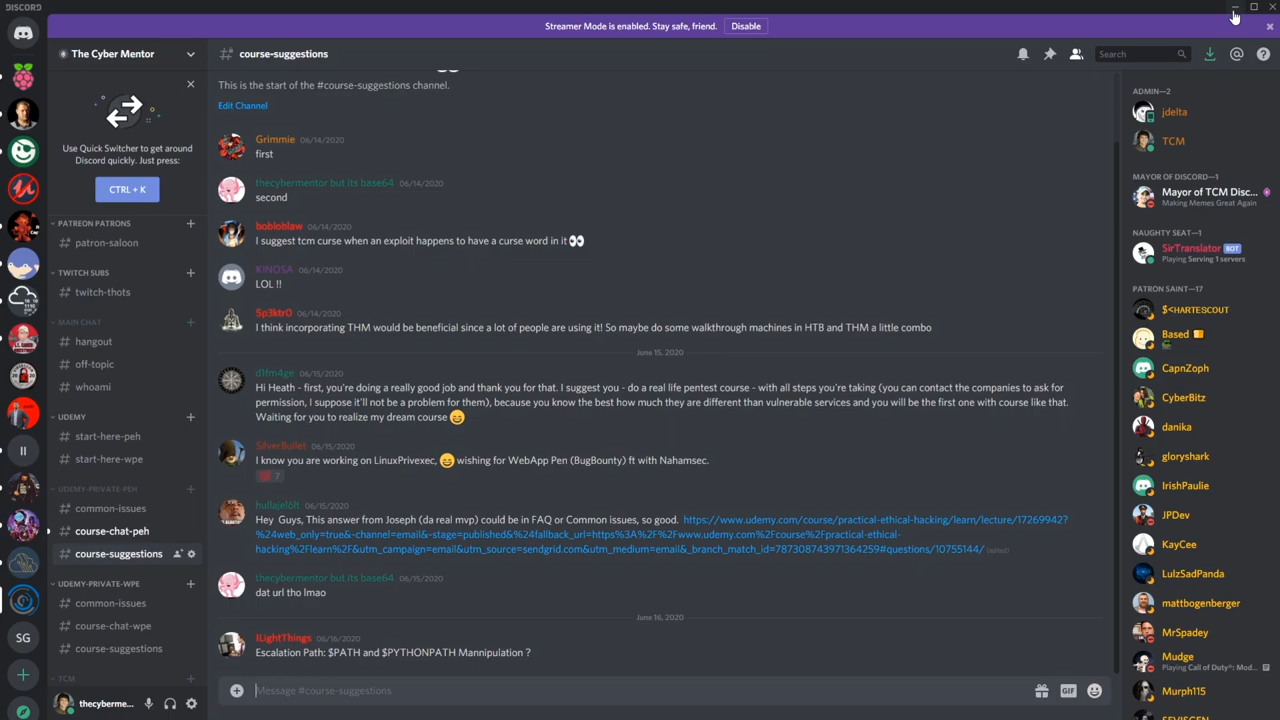 DISCORD
Streamer Mode is enabled. Stay safe, friend. Disable
The Cyber Mentor
Use Quick Switcher to get around
Discord quickly. Just press:
CTRL + K
PATREON PATRONS
# patron-saloon
TWITCH SUBS
# twitch-thots
MAIN CHAT
# hangout
# off-topic
# whoami
UDEMY
# start-here-peh
# start-here-wpe
UDEMY-PRIVATE-PEH
# common-issues
# course-chat-peh
# course-suggestions
UDEMY-PRIVATE-WPE
# common-issues
# course-chat-wpe
# course-suggestions
TCM
SG
thecyberme...
# course-suggestions
Search
This is the start of the #course-suggestions channel.
Edit Channel
Grimmie 06/14/2020
first
thecybermentor but its base64 06/14/2020
second
bobloblaw 06/14/2020
I suggest tcm curse when an exploit happens to have a curse word in it 👀
KINOSA 06/14/2020
LOL !!
5p3ktr0 06/14/2020
I think incorporating THM would be beneficial since a lot of people are using it! So maybe do some walkthrough machines in HTB and THM a little combo
June 15, 2020
d1fm4ge 06/15/2020
Hi Heath - first, you're doing a really good job and thank you for that. I suggest you - do a real life pentest course - with all steps you're taking (you can contact the companies to ask for
permission, I suppose it'll not be a problem for them), because you know the best how much they are different than vulnerable services and you will be the first one with course like that.
Waiting for you to realize my dream course 😄
SilverBullet 06/15/2020
I know you are working on LinuxPrivexec, 😄 wishing for WebApp Pen (BugBounty) ft with Nahamsec.
💯 7
hullajelölt 06/15/2020
Hey Guys, This answer from Joseph (da real mvp) could be in FAQ or Common issues, so good. https://www.udemy.com/course/practical-ethical-hacking/learn/lecture/17269942?
%24web_only=true&~channel=email&~stage=published&%24fallback_url=https%3A%2F%2Fwww.udemy.com%2Fcourse%2Fpractical-ethical-
hacking%2Flearn%2F&utm_campaign=email&utm_source=sendgrid.com&utm_medium=email&_branch_match_id=787308743971364259#questions/10755144/ (edited)
thecybermentor but its base64 06/15/2020
dat url tho lmao
June 16, 2020
ILightThings 06/16/2020
Escalation Path: $PATH and $PYTHONPATH Mannipulation ?
Message #course-suggestions
GIF
ADMIN—2
jdelta
TCM
MAYOR OF DISCORD—1
Mayor of TCM Disc...
Making Memes Great Again
NAUGHTY SEAT—1
SirTranslator BOT
Playing Serving 1 servers
PATRON SAINT—17
$<HARTESCOUT
Based
CapnZoph
CyberBitz
danika
gloryshark
IrishPaulie
JPDev
KayCee
LulzSadPanda
mattbogenberger
MrSpadey
Mudge
Playing Call of Duty®: Mod...
Murph115